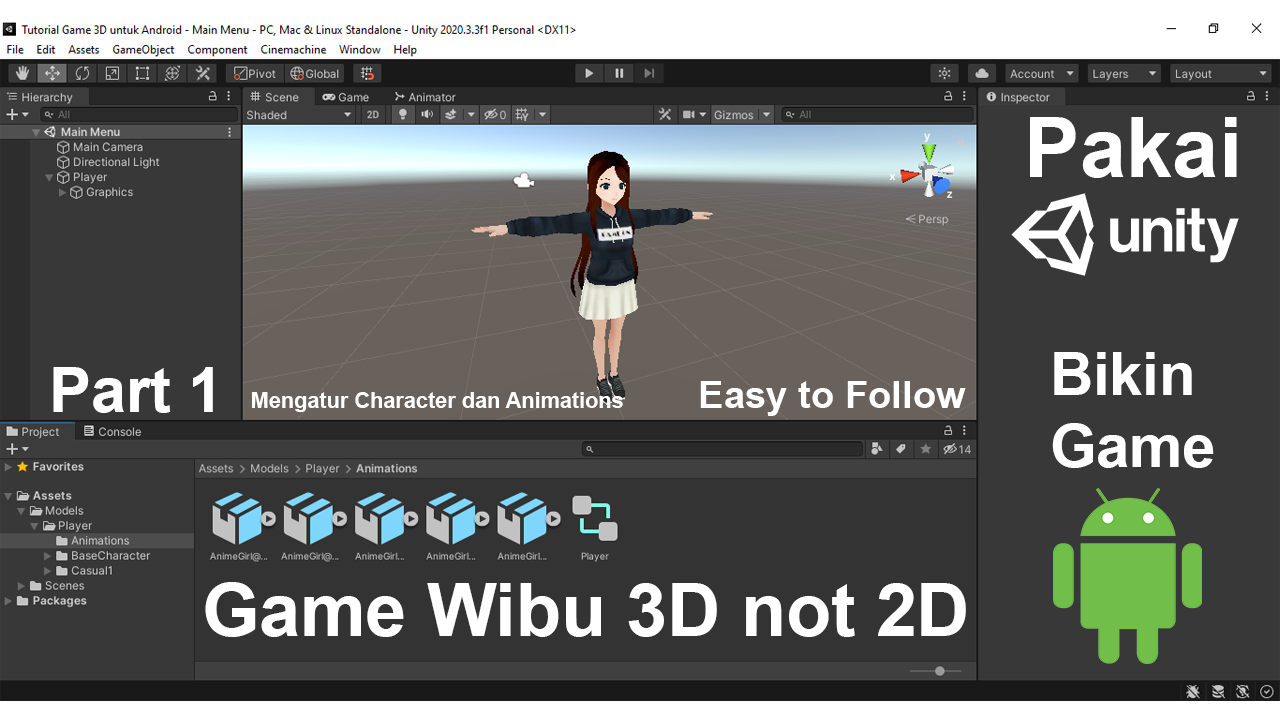 Tutorial Game 3D untuk Android - Main Menu - PC, Mac & Linux Standalone - Unity 2020.3.3f1 Personal <DX11>
File Edit Assets GameObject Component Cinemachine Window Help
Pivot Global Account Layers Layout
Hierarchy
All
Main Menu
Main Camera
Directional Light
Player
Graphics
Part 1
Scene Game Animator
Shaded 2D 0 Gizmos All
y
x
z
Persp
Mengatur Character dan Animations
Easy to Follow
Inspector
Pakai
unity
Bikin
Game
Project Console
14
Favorites
Assets
Models
Player
Animations
BaseCharacter
Casual1
Scenes
Packages
Assets > Models > Player > Animations
AnimeGirl@... AnimeGirl@... AnimeGirl... AnimeGirl... AnimeGirl... Player
Game Wibu 3D not 2D